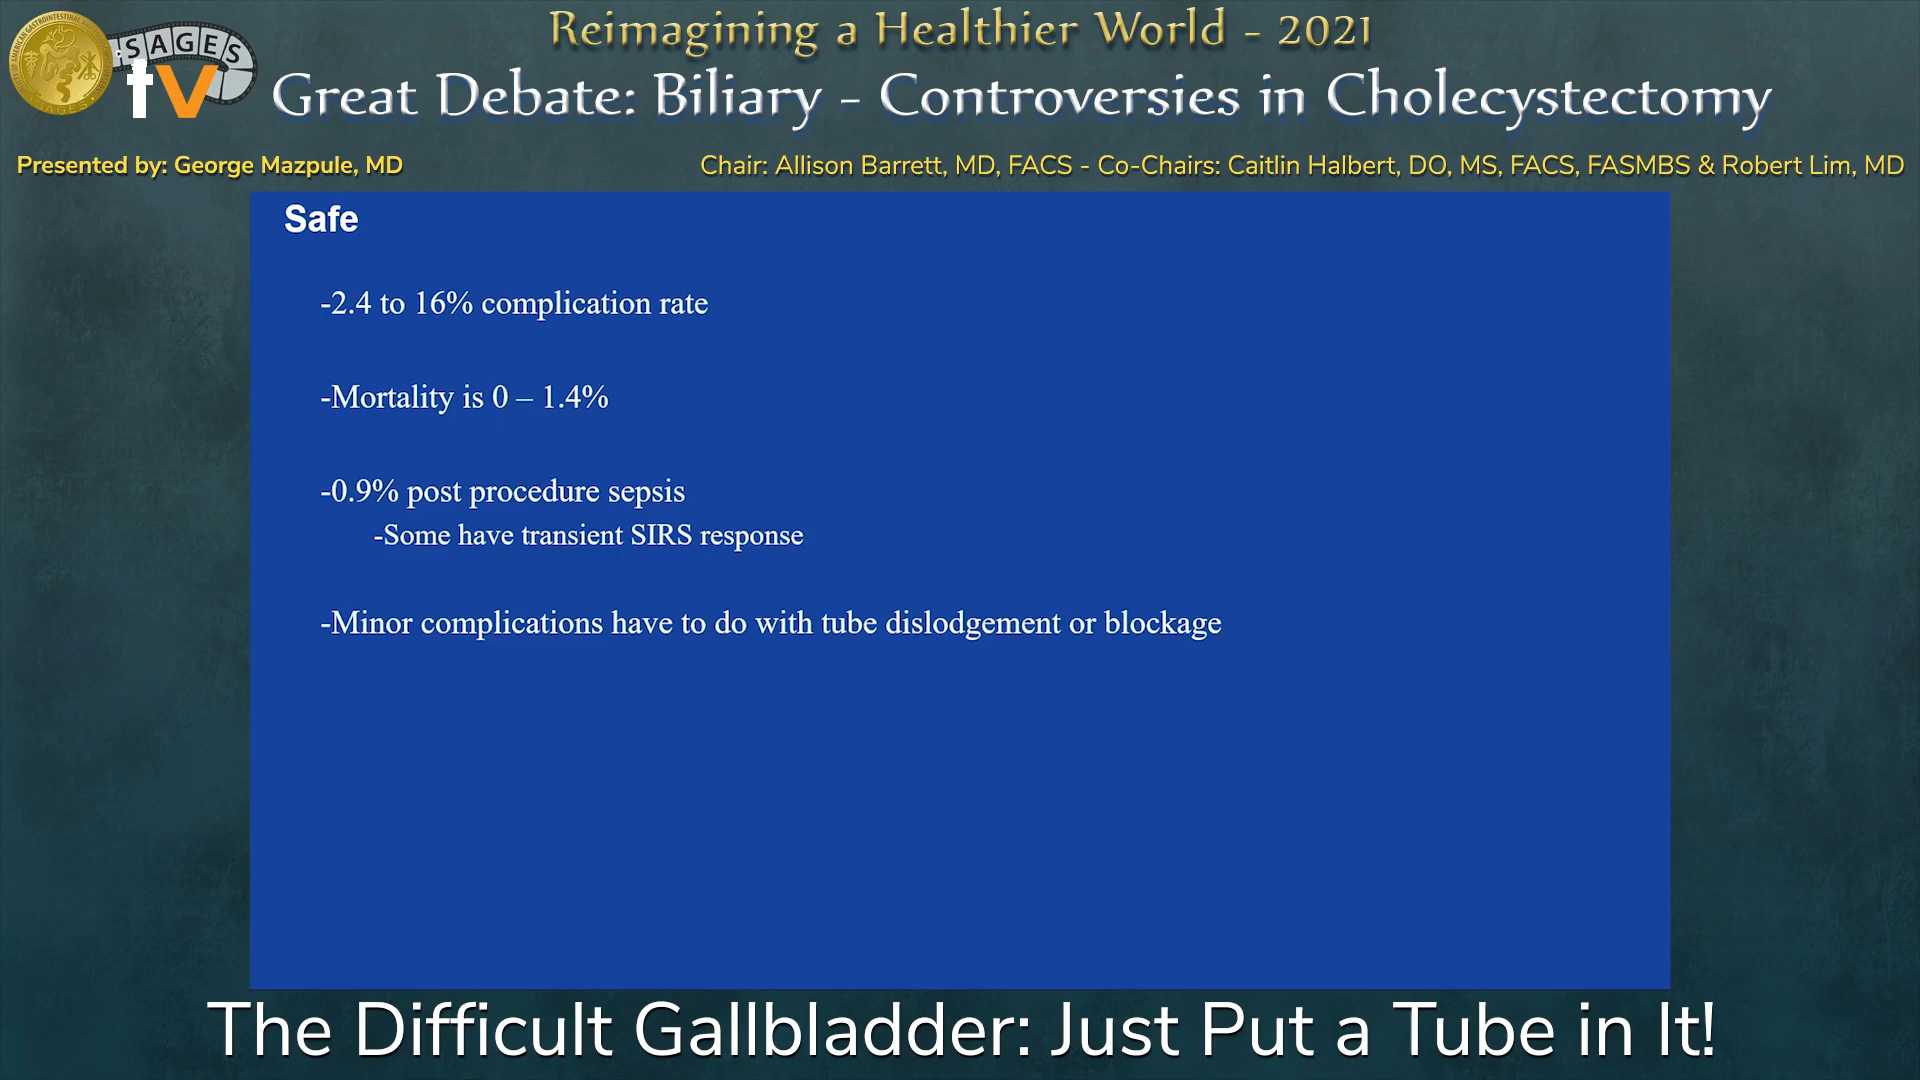 Reimagining a Healthier World - 2021
SAGES
tv
Great Debate: Biliary - Controversies in Cholecystectomy
Presented by: George Mazpule, MD
Chair: Allison Barrett, MD, FACS - Co-Chairs: Caitlin Halbert, DO, MS, FACS, FASMBS & Robert Lim, MD
Safe
-2.4 to 16% complication rate
-Mortality is 0 – 1.4%
-0.9% post procedure sepsis
-Some have transient SIRS response
-Minor complications have to do with tube dislodgement or blockage
The Difficult Gallbladder: Just Put a Tube in It!